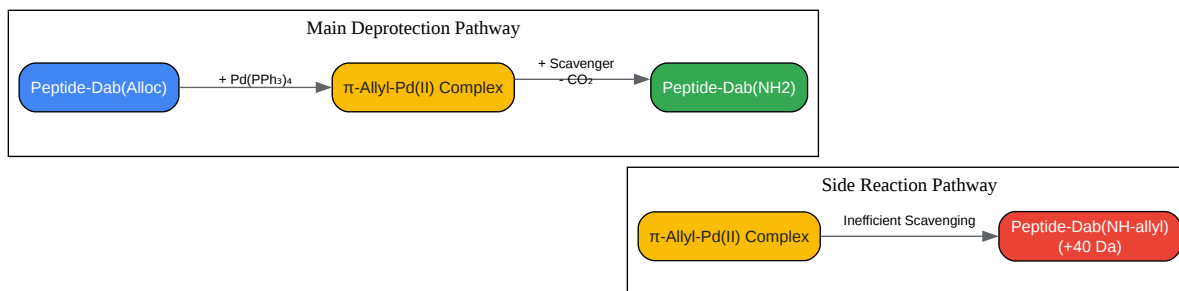 Main Deprotection Pathway
Peptide-Dab(Alloc)
+ Pd(PPh₃)₄
π-Allyl-Pd(II) Complex
+ Scavenger
- CO₂
Peptide-Dab(NH2)
Side Reaction Pathway
π-Allyl-Pd(II) Complex
Inefficient Scavenging
Peptide-Dab(NH-allyl)
(+40 Da)